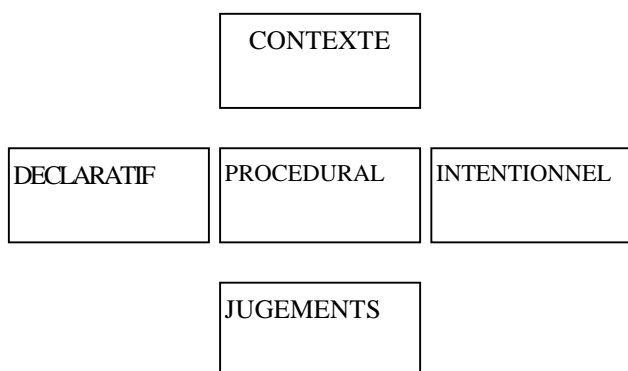 CONTEXTE
DECLARATIF
PROCEDURAL
INTENTIONNEL
JUGEMENTS